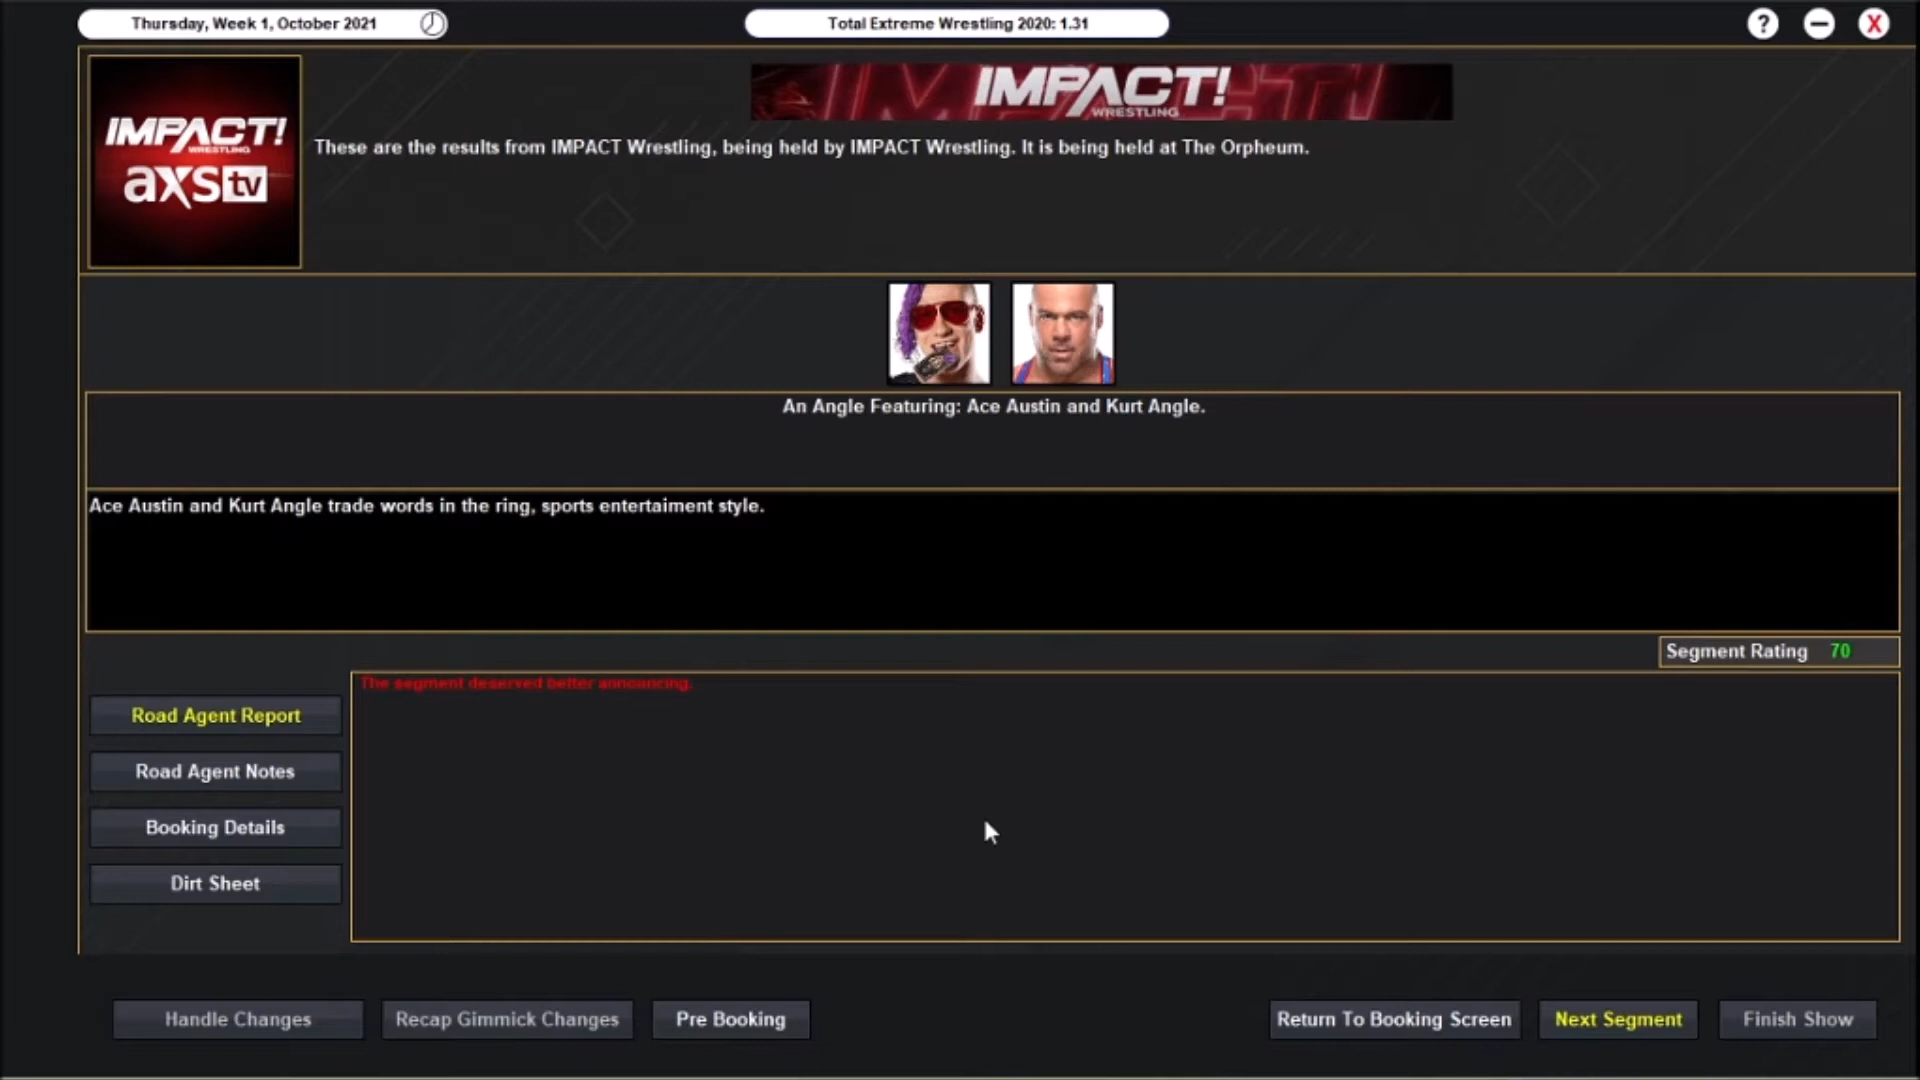 Thursday, Week 1, October 2021
Total Extreme Wrestling 2020: 1.31
?
X
IMPACT!
WRESTLING
axs tv
IMPACT!
WRESTLING
These are the results from IMPACT Wrestling, being held by IMPACT Wrestling. It is being held at The Orpheum.
An Angle Featuring: Ace Austin and Kurt Angle.
Ace Austin and Kurt Angle trade words in the ring, sports entertaiment style.
Segment Rating 70
The segment deserved better announcing.
Road Agent Report
Road Agent Notes
Booking Details
Dirt Sheet
Handle Changes
Recap Gimmick Changes
Pre Booking
Return To Booking Screen
Next Segment
Finish Show